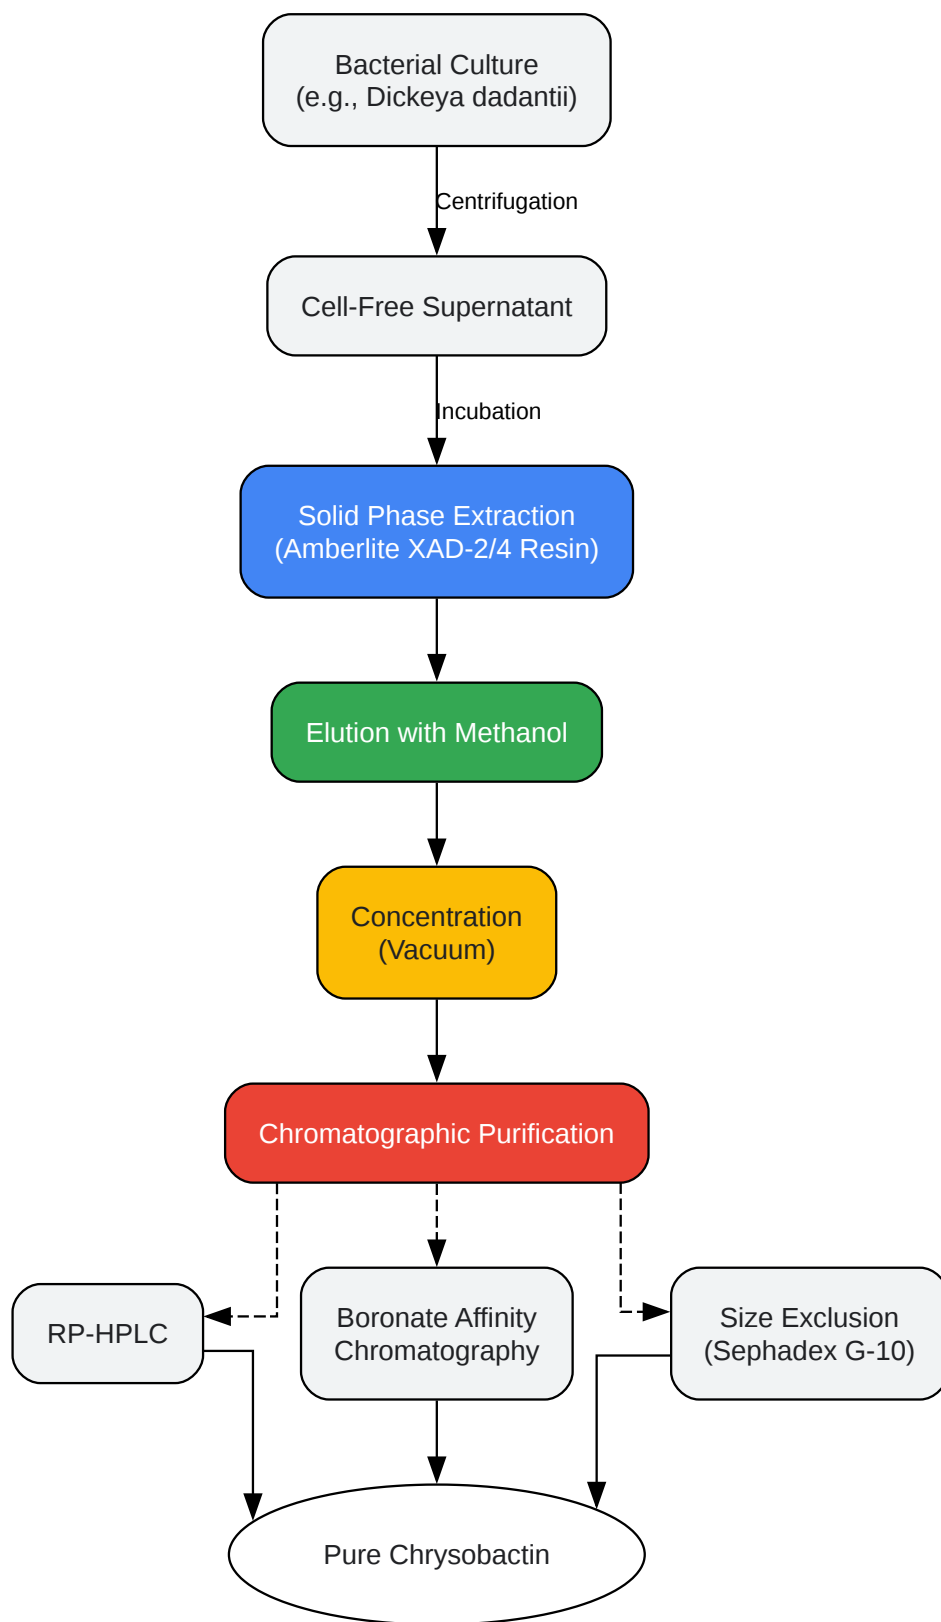 Bacterial Culture
(e.g., Dickeya dadantii)
Centrifugation
Cell-Free Supernatant
Incubation
Solid Phase Extraction
(Amberlite XAD-2/4 Resin)
Elution with Methanol
Concentration
(Vacuum)
Chromatographic Purification
RP-HPLC
Boronate Affinity
Chromatography
Size Exclusion
(Sephadex G-10)
Pure Chrysobactin